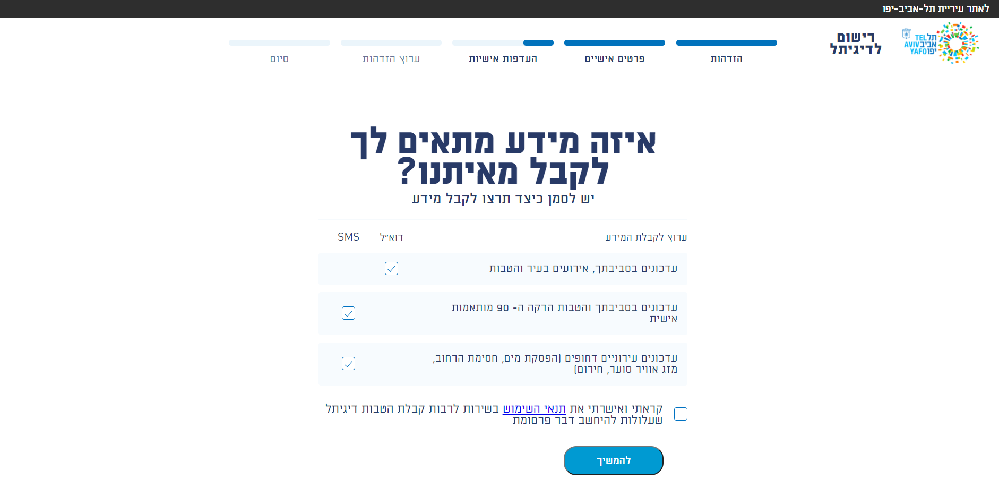 לאתר עיריית תל-אביב-יפו
תל TEL
אביב AVIV
יפו YAFO
רישום
לדיגיתל
הזדהות
פרטים אישיים
העדפות אישיות
ערוץ הזדהות
סיום
איזה מידע מתאים לך
לקבל מאיתנו?
יש לסמן כיצד תרצו לקבל מידע
ערוץ לקבלת המידע
דוא״ל
SMS
עדכונים בסביבתך, אירועים בעיר והטבות
עדכונים בסביבתך והטבות הדקה ה- 90 מותאמות
אישית
עדכונים עירוניים דחופים (הפסקת מים, חסימת הרחוב,
מזג אוויר סוער, חירום)
קראתי ואישרתי את תנאי השימוש בשירות לרבות קבלת הטבות דיגיתל
שעלולות להיחשב דבר פרסומת
להמשיך